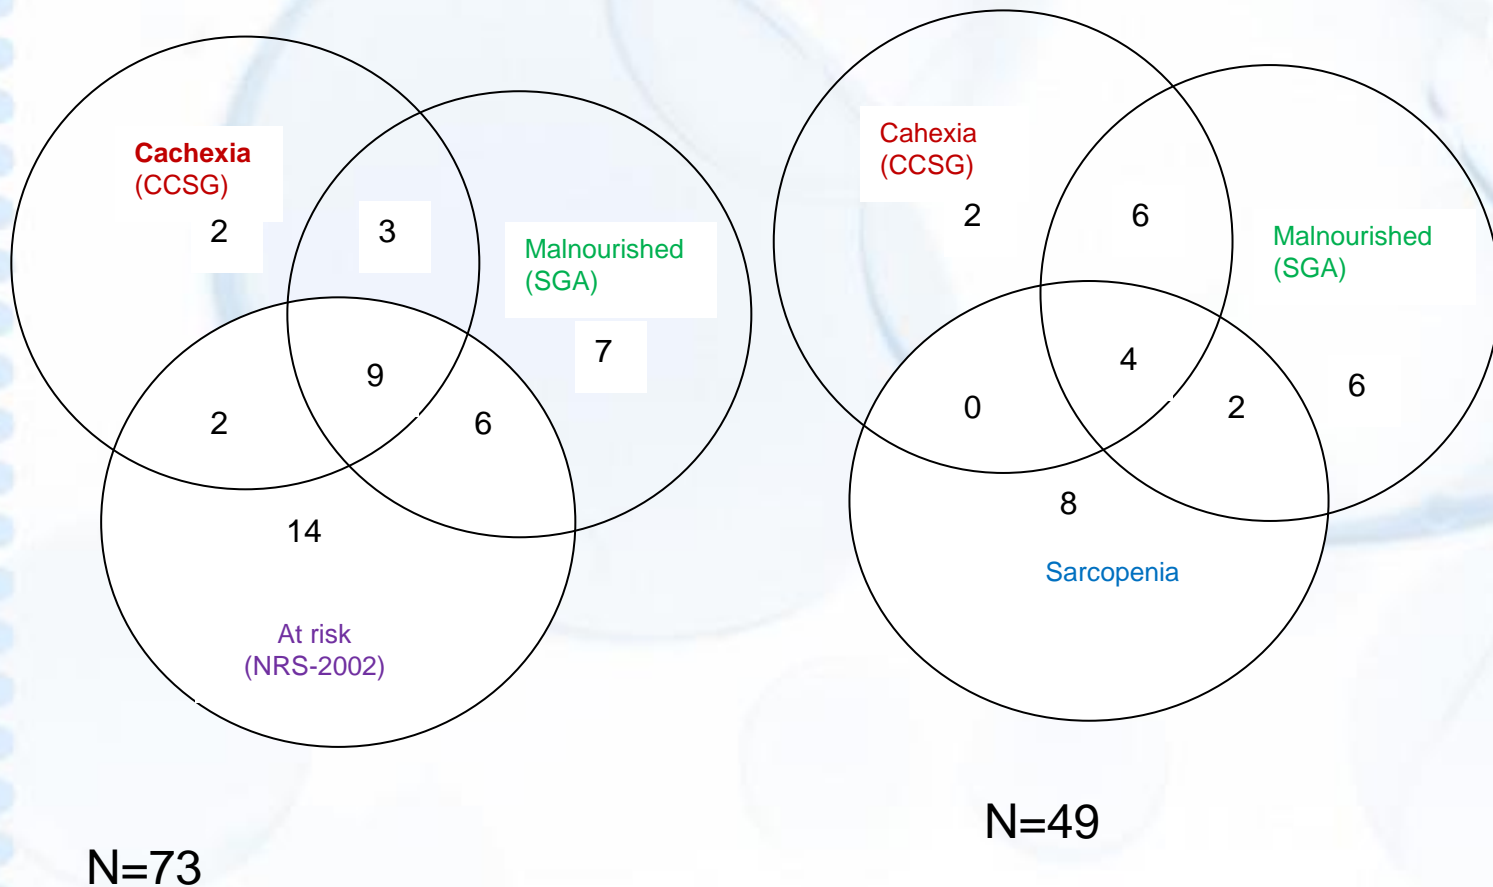 Cachexia
(CCSG)
2
3
Malnourished
(SGA)
7
9
2
6
14
At risk
(NRS-2002)
N=73
Cahexia
(CCSG)
2
6
Malnourished
(SGA)
4
0
2
6
8
Sarcopenia
N=49